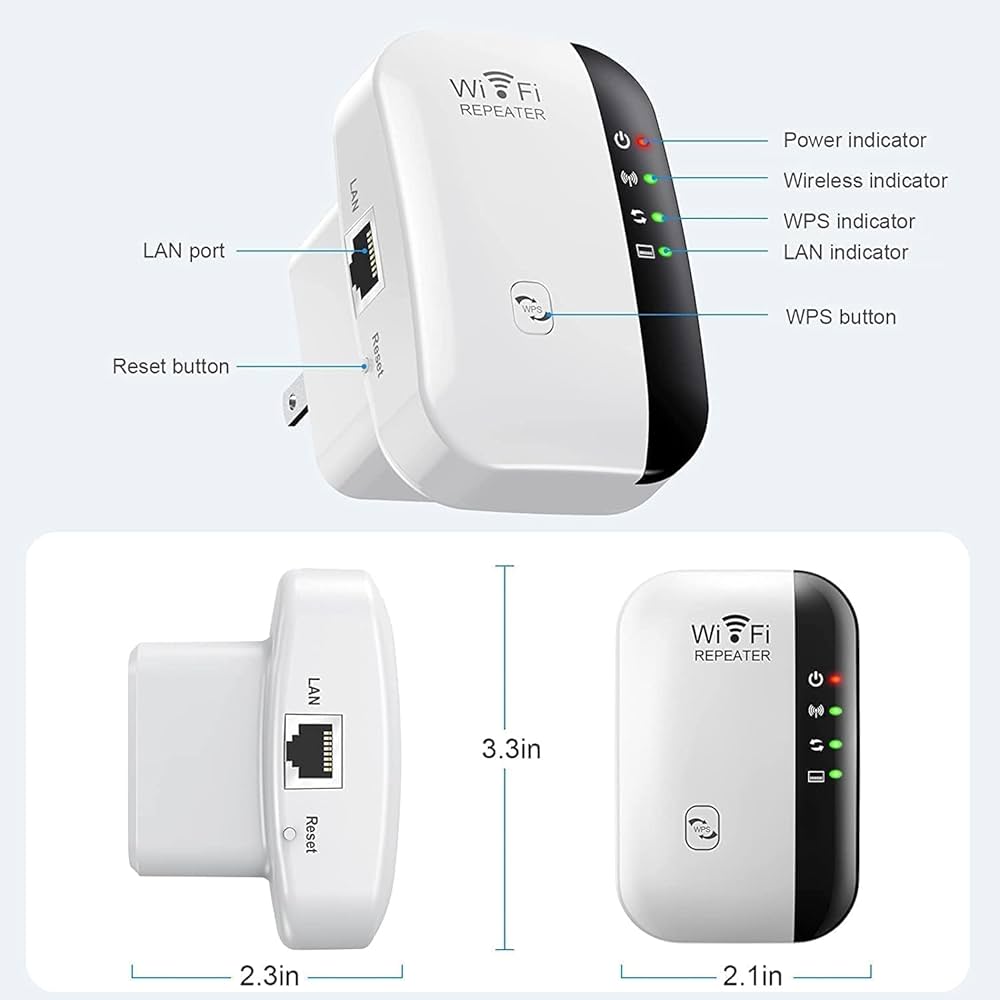 Wi Fi
REPEATER
Power indicator
Wireless indicator
WPS indicator
LAN indicator
LAN
LAN port
WPS
WPS button
Reset
Reset button
LAN
Reset
3.3in
Wi Fi
REPEATER
WPS
2.3in
2.1in